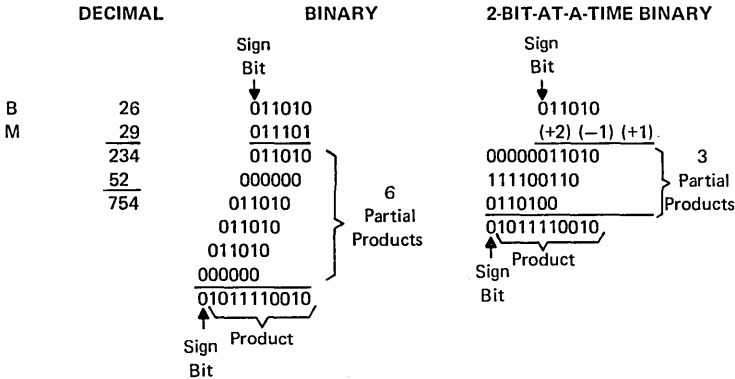 DECIMAL BINARY 2-BIT-AT-A-TIME BINARY
Sign Bit
Sign Bit
B 26 011010 011010
M 29 011101 (+2) (−1) (+1).
234 011010 00000011010
52 000000 111100110
754 011010 0110100
011010 01011110010
011010
000000
01011110010
6 Partial Products
3 Partial Products
Product
Sign Bit
Product
Sign Bit